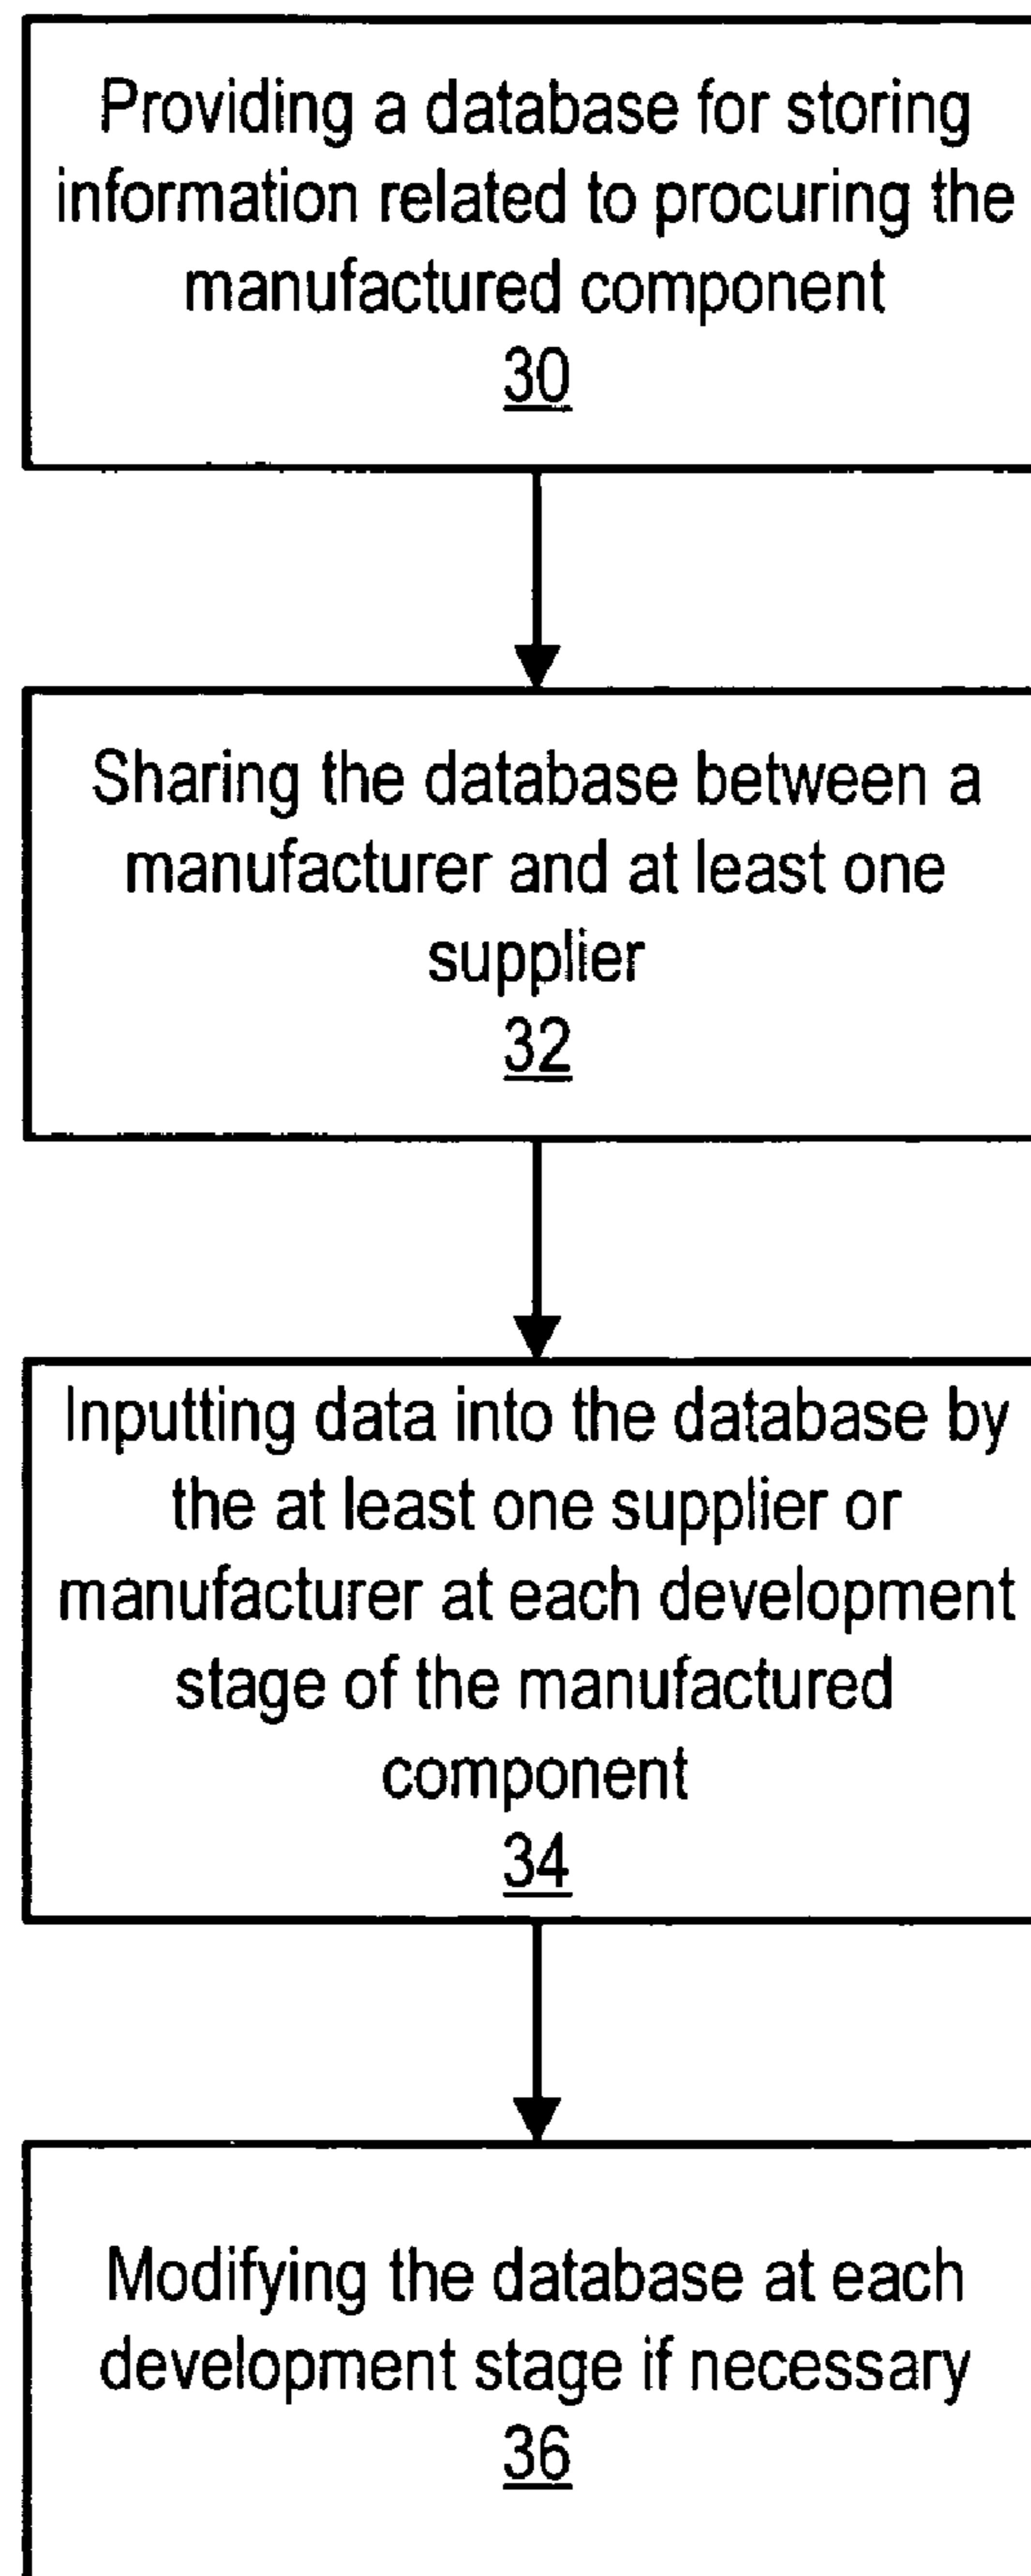 Providing a database for storing
information related to procuring the
manufactured component
30
Sharing the database between a
manufacturer and at least one
supplier
32
Inputting data into the database by
the at least one supplier or
manufacturer at each development
stage of the manufactured
component
34
Modifying the database at each
development stage if necessary
36